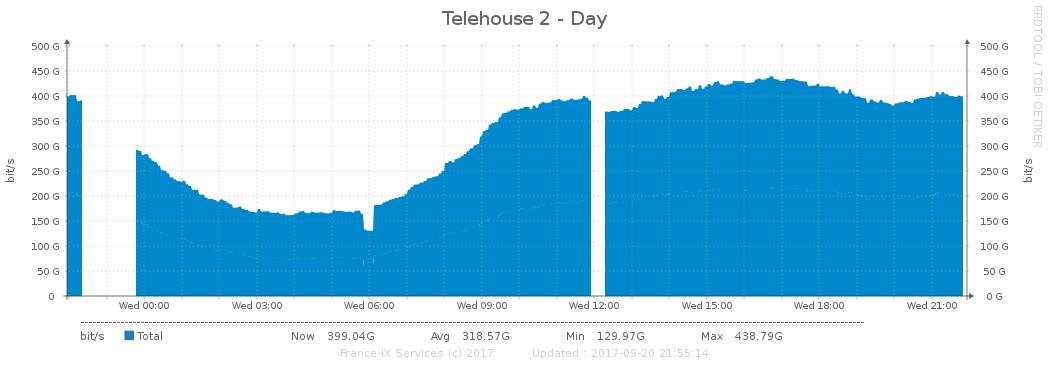 Telehouse 2 - Day
RRDTOOL / TOBI OETIKER
500 G 500 G
450 G 450 G
400 G 400 G
350 G 350 G
300 G 300 G
250 G 250 G
200 G 200 G
150 G 150 G
100 G 100 G
50 G 50 G
0 0 G
bit/s bit/s
Wed 00:00 Wed 03:00 Wed 06:00 Wed 09:00 Wed 12:00 Wed 15:00 Wed 18:00 Wed 21:00
bit/s Total Now 399.04G Avg 318.57G Min 129.97G Max 438.79G
France-IX Services (c) 2017 Updated : 2017-09-20 21:55:14